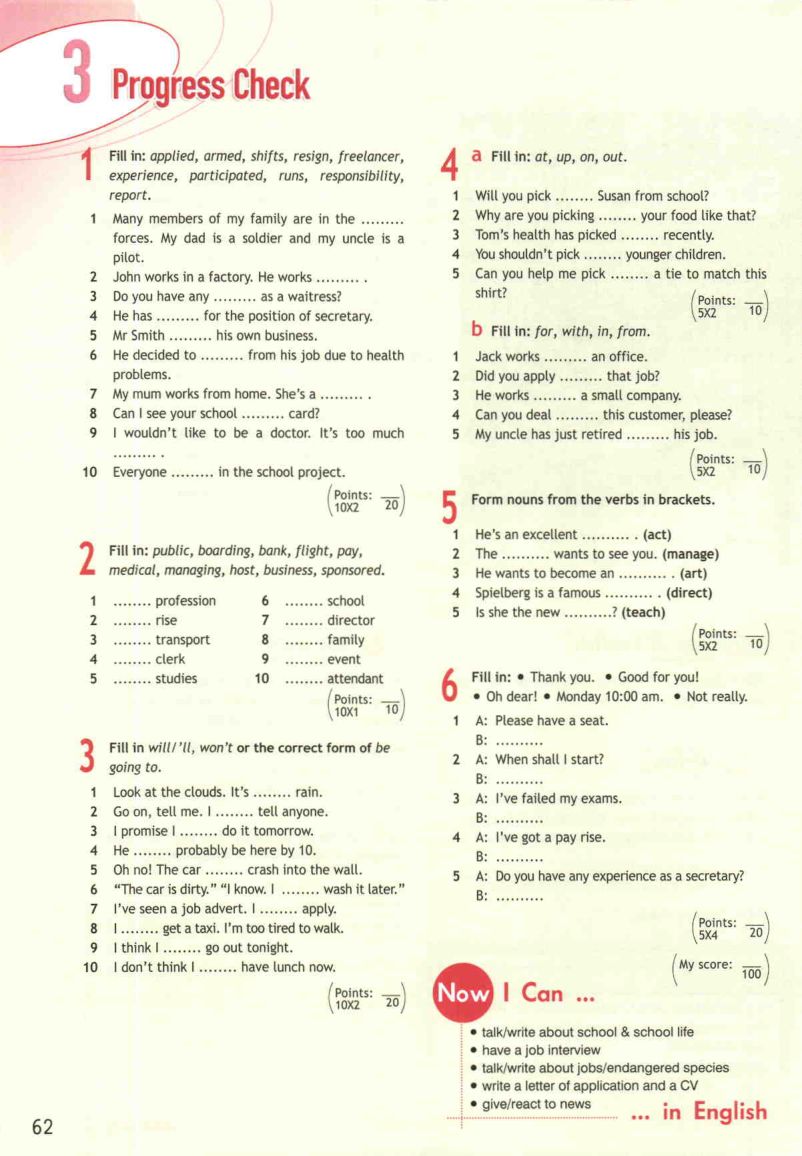 3 Progress Check
1 Fill in: applied, armed, shifts, resign, freelancer,
experience, participated, runs, responsibility,
report.
1 Many members of my family are in the .........
forces. My dad is a soldier and my uncle is a
pilot.
2 John works in a factory. He works .......... .
3 Do you have any ......... as a waitress?
4 He has ......... for the position of secretary.
5 Mr Smith ......... his own business.
6 He decided to ......... from his job due to health
problems.
7 My mum works from home. She's a .......... .
8 Can I see your school ......... card?
9 I wouldn't like to be a doctor. It's too much
......... .
10 Everyone ......... in the school project.
(Points: __
10X2 20)
2 Fill in: public, boarding, bank, flight, pay,
medical, managing, host, business, sponsored.
1 ........ profession
2 ........ rise
3 ........ transport
4 ........ clerk
5 ........ studies
6 ........ school
7 ........ director
8 ........ family
9 ........ event
10 ........ attendant
(Points: __
10X1 10)
3 Fill in will/'ll, won't or the correct form of be
going to.
1 Look at the clouds. It's ........ rain.
2 Go on, tell me. I ........ tell anyone.
3 I promise I ........ do it tomorrow.
4 He ........ probably be here by 10.
5 Oh no! The car ........ crash into the wall.
6 "The car is dirty." "I know. I ........ wash it later."
7 I've seen a job advert. I ........ apply.
8 I ........ get a taxi. I'm too tired to walk.
9 I think I ........ go out tonight.
10 I don't think I ........ have lunch now.
(Points: __
10X2 20)
4 a Fill in: at, up, on, out.
1 Will you pick ........ Susan from school?
2 Why are you picking ........ your food like that?
3 Tom's health has picked ........ recently.
4 You shouldn't pick ........ younger children.
5 Can you help me pick ........ a tie to match this
shirt?
(Points: __
5X2 10)
b Fill in: for, with, in, from.
1 Jack works ......... an office.
2 Did you apply ......... that job?
3 He works ......... a small company.
4 Can you deal ......... this customer, please?
5 My uncle has just retired ......... his job.
(Points: __
5X2 10)
5 Form nouns from the verbs in brackets.
1 He's an excellent .......... . (act)
2 The .......... wants to see you. (manage)
3 He wants to become an .......... . (art)
4 Spielberg is a famous .......... . (direct)
5 Is she the new ..........? (teach)
(Points: __
5X2 10)
6 Fill in: • Thank you. • Good for you!
• Oh dear! • Monday 10:00 am. • Not really.
1 A: Please have a seat.
B: ..........
2 A: When shall I start?
B: ..........
3 A: I've failed my exams.
B: ..........
4 A: I've got a pay rise.
B: ..........
5 A: Do you have any experience as a secretary?
B: ..........
(Points: __
5X4 20)
(My score: __
100)
Now I Can ...
• talk/write about school & school life
• have a job interview
• talk/write about jobs/endangered species
• write a letter of application and a CV
• give/react to news
... in English
62